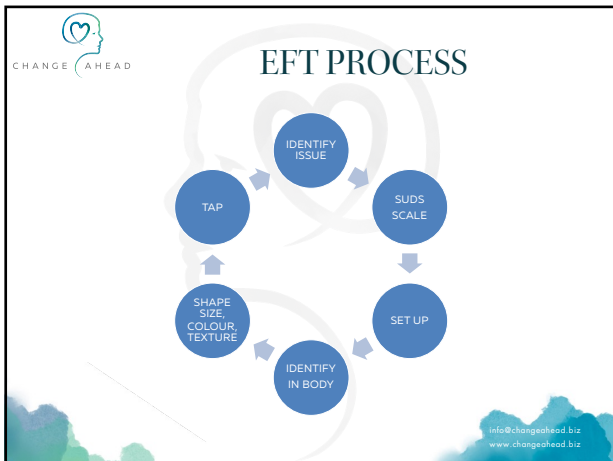 CHANGE AHEAD
EFT PROCESS
IDENTIFY
ISSUE
SUDS
SCALE
SET UP
IDENTIFY
IN BODY
SHAPE
SIZE,
COLOUR,
TEXTURE
TAP
info@changeahead.biz
www.changeahead.biz